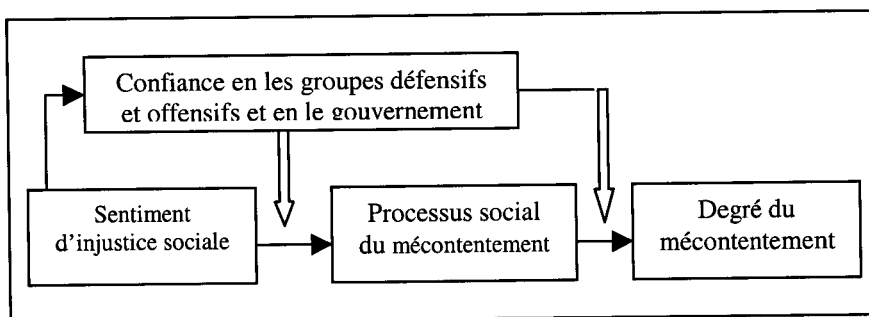 Confiance en les groupes défensifs
et offensifs et en le gouvernement
Sentiment
d'injustice sociale
Processus social
du mécontentement
Degré du
mécontentement